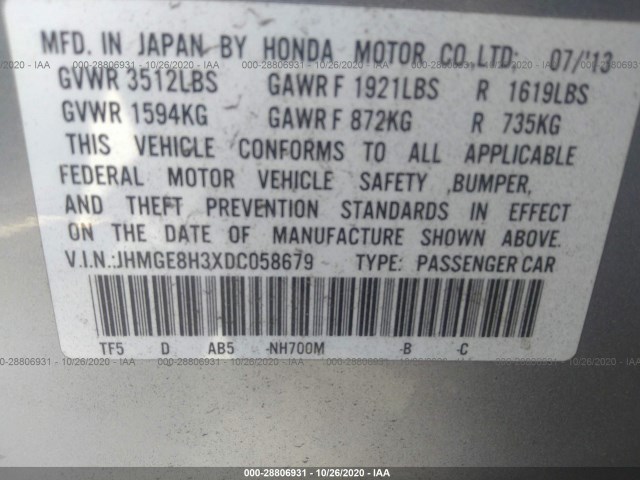 MFD. IN JAPAN BY HONDA MOTOR CO.,LTD: 07/'13
GVWR 3512LBS GAWR F 1921LBS R 1619LBS
GVWR 1594KG GAWR F 872KG R 735KG
THIS VEHICLE CONFORMS TO ALL APPLICABLE
FEDERAL MOTOR VEHICLE SAFETY ,BUMPER,
AND THEFT PREVENTION STANDARDS IN EFFECT
ON THE DATE OF MANUFACTURE SHOWN ABOVE.
V.I.N.:JHMGE8H3XDC058679 TYPE: PASSENGER CAR
TF5 D AB5 -NH700M -B -C
000-28806931 - 10/26/2020 - IAA